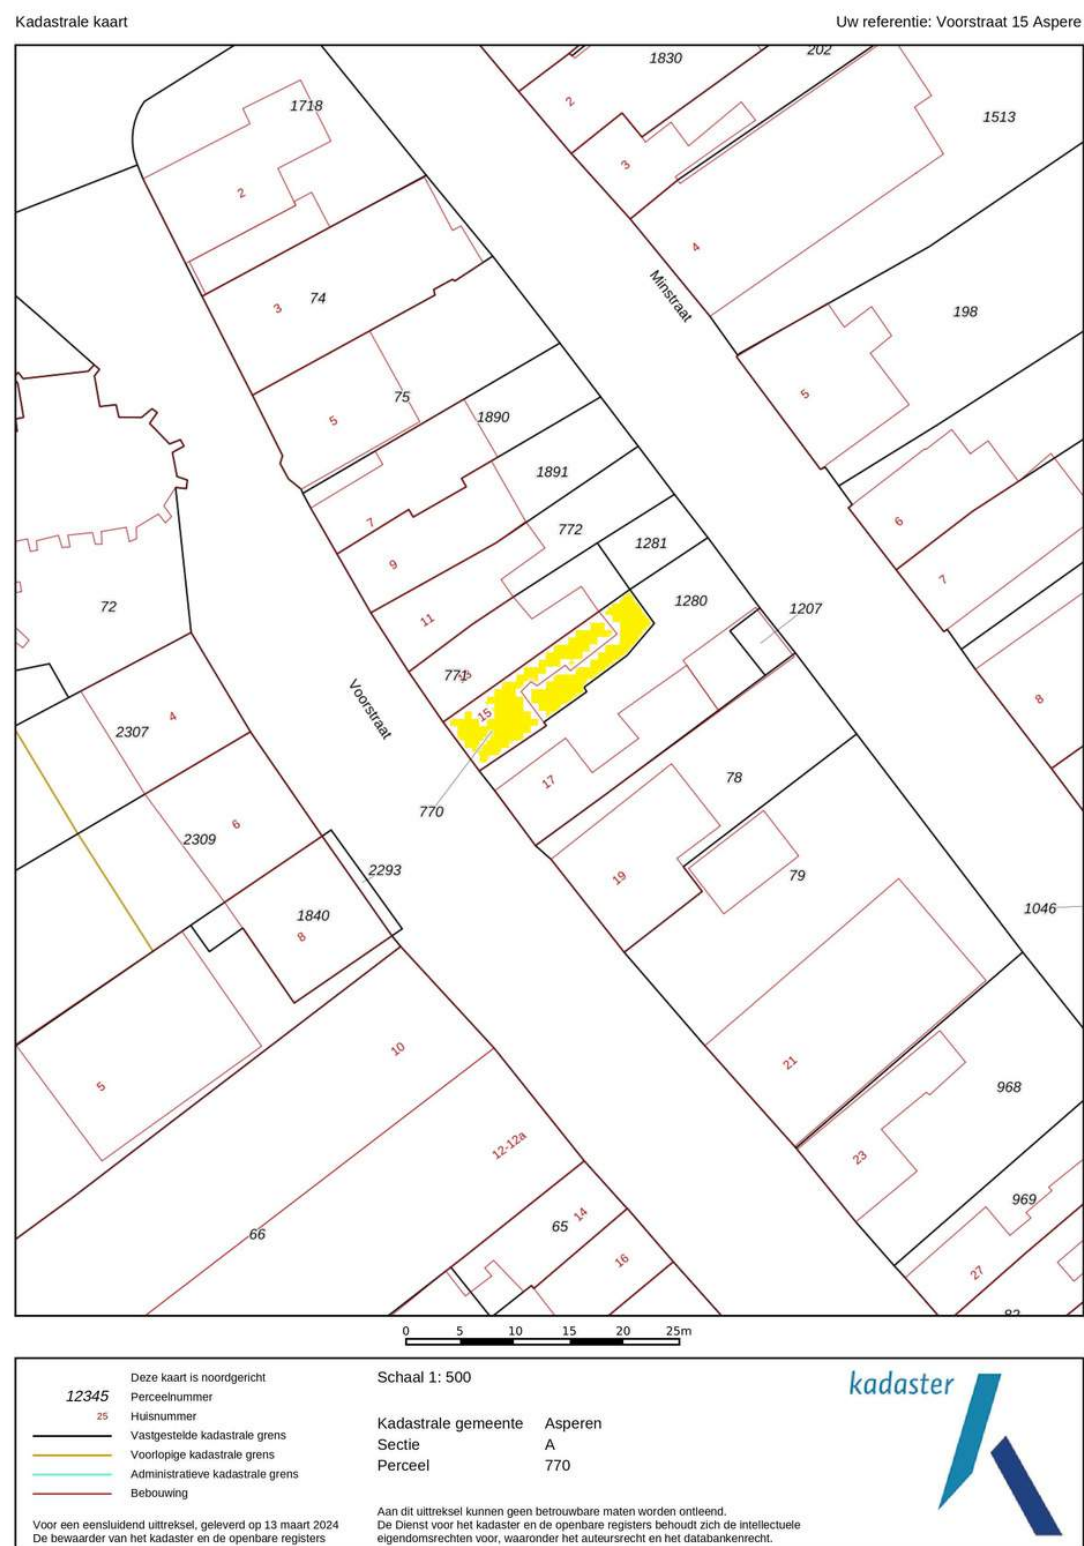 Kadastrale kaart
Uw referentie: Voorstraat 15 Aspere
1830
202
2
1718
1513
3
2
4
Minstraat
74
3
198
5
75
5
1890
1891
7
6
772
9
1281
7
72
1280
1207
11
771
13
8
Voorstraat
2307
4
15
17
78
770
2309
6
2293
19
79
1840
8
1046
10
5
21
968
12-12a
23
969
65
14
66
16
27
82
0 5 10 15 20 25m
Deze kaart is noordgericht
12345 Perceelnummer
25 Huisnummer
Vastgestelde kadastrale grens
Voorlopige kadastrale grens
Administratieve kadastrale grens
Bebouwing
Voor een eensluidend uittreksel, geleverd op 13 maart 2024
De bewaarder van het kadaster en de openbare registers
Schaal 1: 500
Kadastrale gemeente Asperen
Sectie A
Perceel 770
Aan dit uittreksel kunnen geen betrouwbare maten worden ontleend.
De Dienst voor het kadaster en de openbare registers behoudt zich de intellectuele
eigendomsrechten voor, waaronder het auteursrecht en het databankenrecht.
kadaster